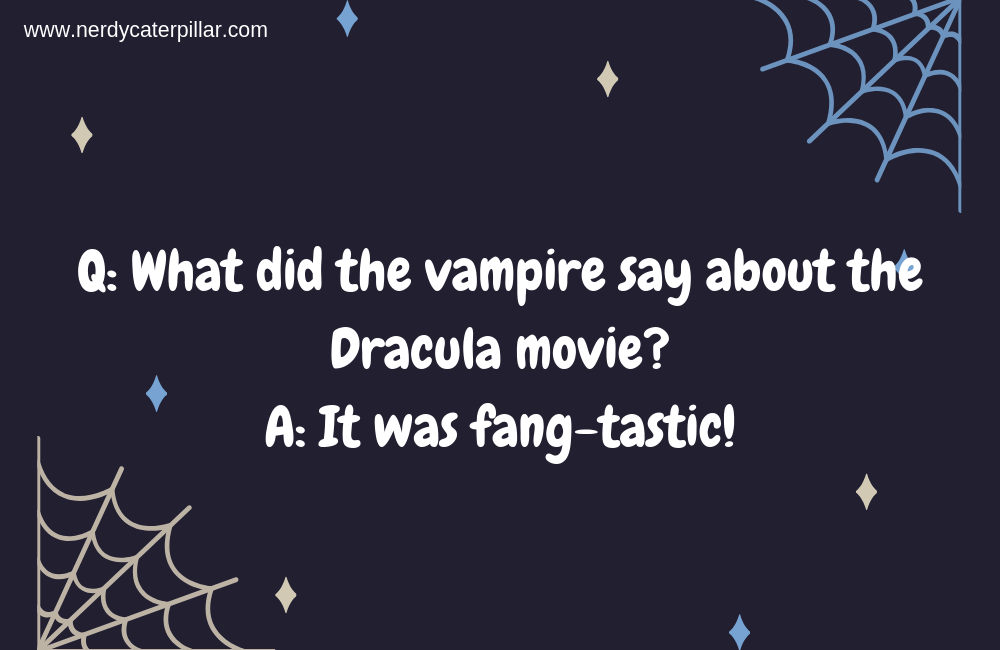 www.nerdycaterpillar.com
Q: What did the vampire say about the
Dracula movie?
A: It was fang-tastic!